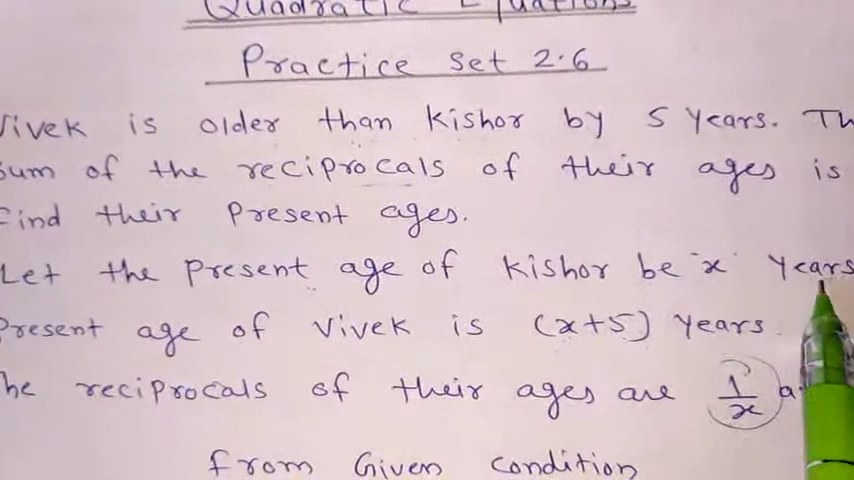 Quadratic Equations
Practice Set 2.6
Vivek is older than Kishor by 5 Years. Th
sum of the reciprocals of their ages is
Find their Present ages.
Let the Present age of Kishor be "x" Years
Present age of Vivek is (x+5) Years.
he reciprocals of their ages are 1/x a
from Given condition